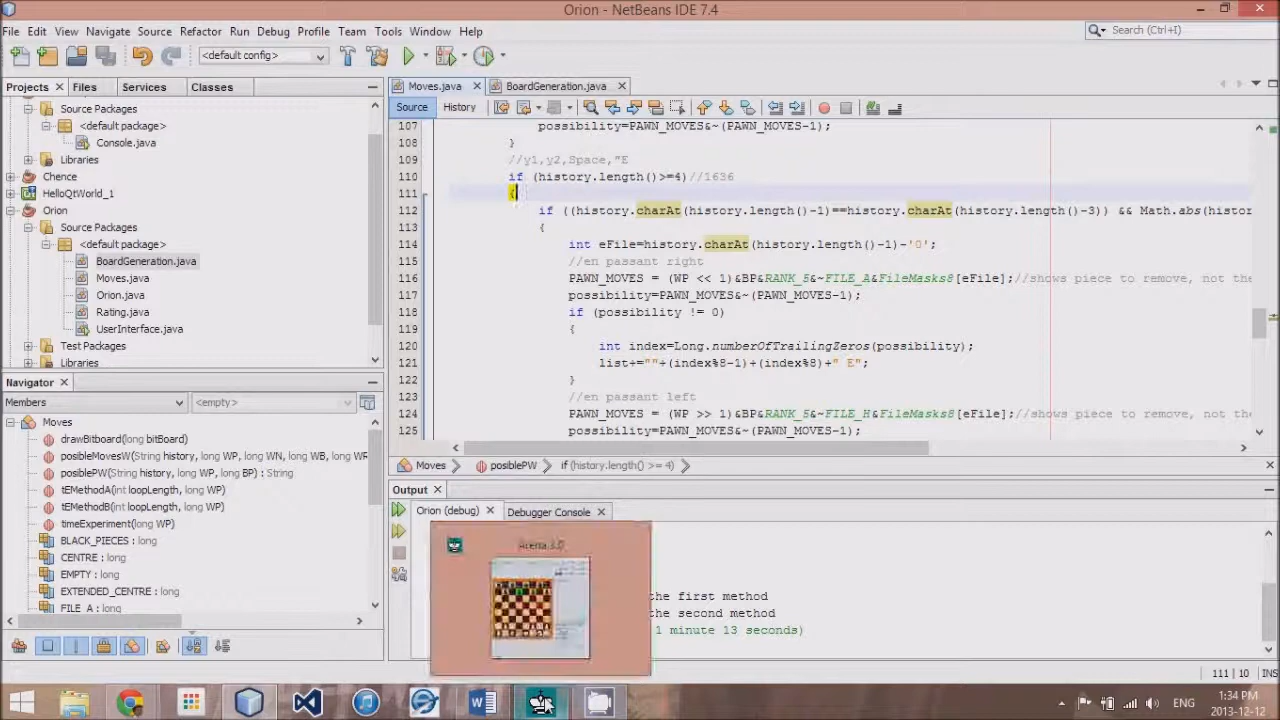 Orion - NetBeans IDE 7.4
File Edit View Navigate Source Refactor Run Debug Profile Team Tools Window Help
Search (Ctrl+I)
<default config>
Projects Files Services Classes
Moves.java BoardGeneration.java
Source History
Source Packages
<default package>
Console.java
Libraries
Chence
HelloQtWorld_1
Orion
Source Packages
<default package>
BoardGeneration.java
Moves.java
Orion.java
Rating.java
UserInterface.java
Test Packages
Libraries
107 possibility=PAWN_MOVES&~(PAWN_MOVES-1);
108 }
109 //y1,y2,Space,"E
110 if (history.length()>=4)//1636
111 {
112 if ((history.charAt(history.length()-1)==history.charAt(history.length()-3)) && Math.abs(histor
113 {
114 int eFile=history.charAt(history.length()-1)-'0';
115 //en passant right
116 PAWN_MOVES = (WP << 1)&BP&RANK_5&~FILE_A&FileMasks8[eFile];//shows piece to remove, not the
117 possibility=PAWN_MOVES&~(PAWN_MOVES-1);
118 if (possibility != 0)
119 {
120 int index=Long.numberOfTrailingZeros(possibility);
121 list+=""+(index%8-1)+(index%8)+" E";
122 }
123 //en passant left
124 PAWN_MOVES = (WP >> 1)&BP&RANK_5&~FILE_H&FileMasks8[eFile];//shows piece to remove, not the
125 possibility=PAWN_MOVES&~(PAWN_MOVES-1);
Moves posiblePW if (history.length() >= 4)
Navigator
Members <empty>
Moves
drawBitboard(long bitBoard)
posibleMovesW(String history, long WP, long WN, long WB, long WR
posiblePW(String history, long WP, long BP) : String
tEMethodA(int loopLength, long WP)
tEMethodB(int loopLength, long WP)
timeExperiment(long WP)
BLACK_PIECES : long
CENTRE : long
EMPTY : long
EXTENDED_CENTRE : long
FILE_A : long
Output
Orion (debug) Debugger Console
Arena 3.0
the first method
the second method
1 minute 13 seconds)
111 | 10 INS
ENG
1:34 PM
2013-12-12